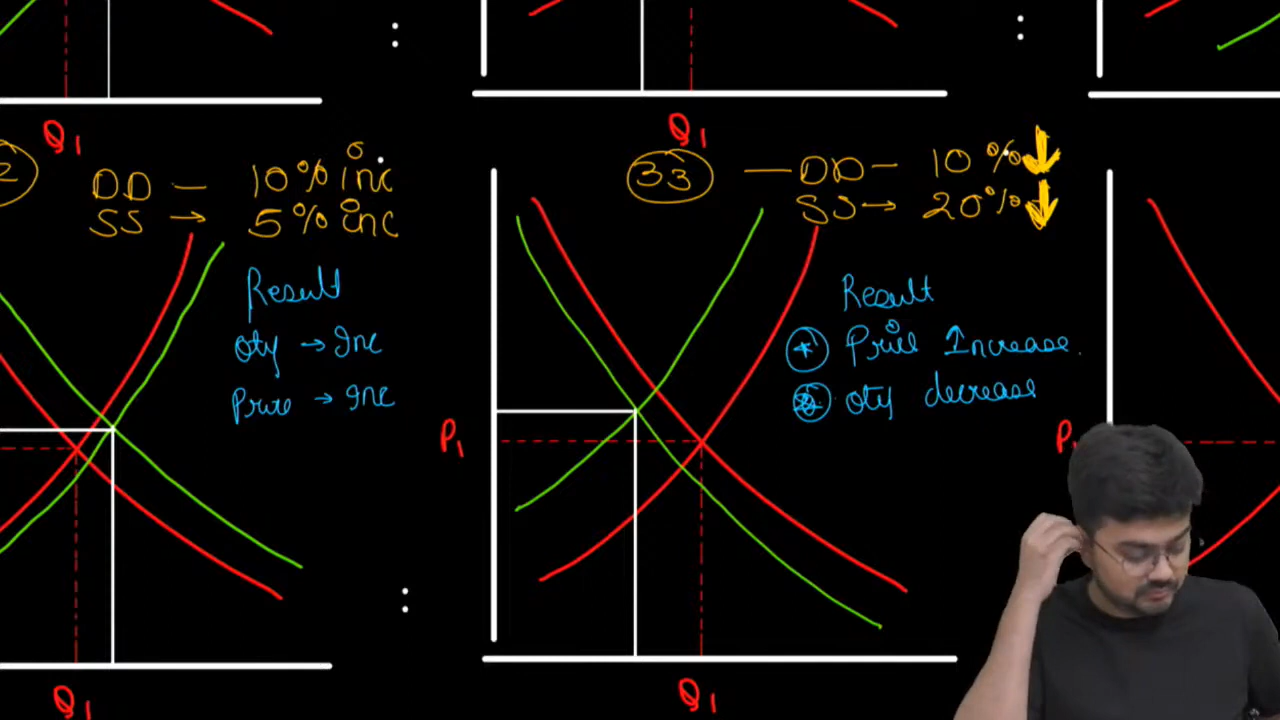 Q1
Q1
2
DD — 10% inc
SS → 5% inc
Result
Qty → Inc
Price → Inc
Q1
33 — DD — 10% ↓
SS → 20% ↓
Result
* Price ↑ Increase.
Qty decrease
P1
Q1
P1